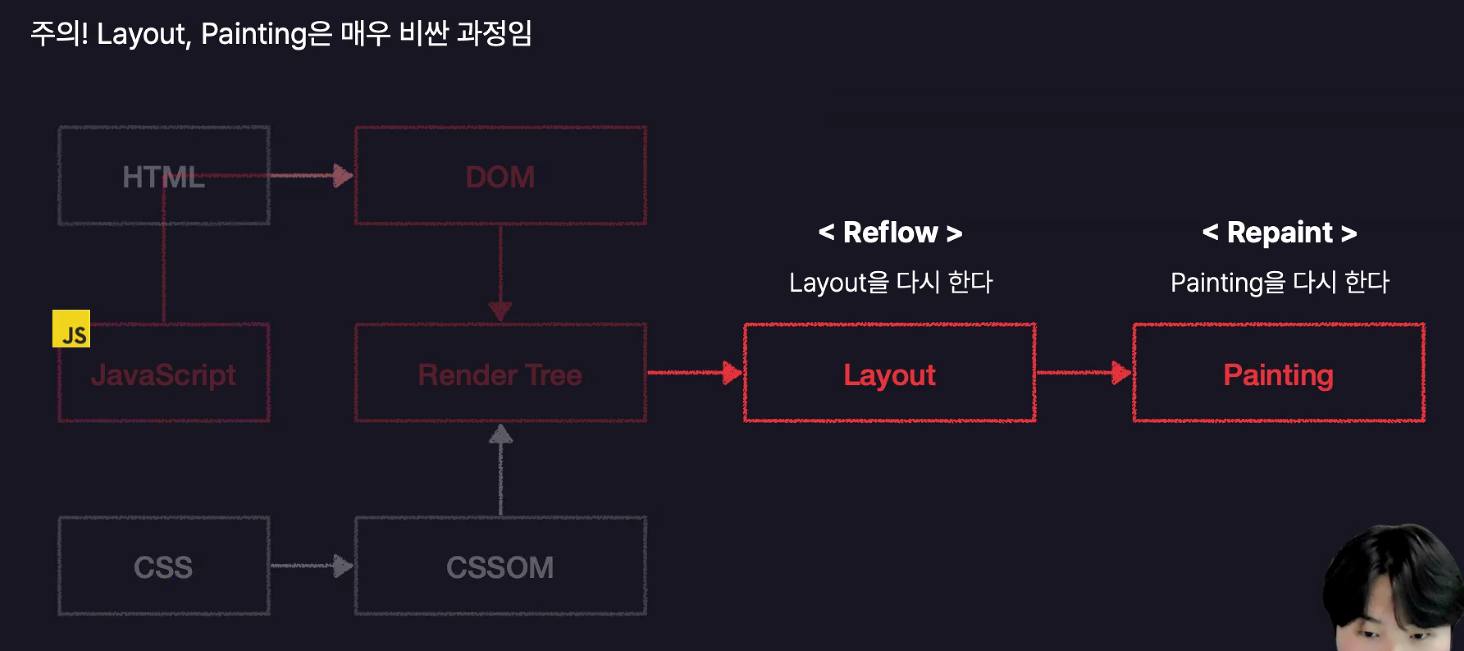 주의! Layout, Painting은 매우 비싼 과정임
HTML
DOM
< Reflow >
Layout을 다시 한다
< Repaint >
Painting을 다시 한다
JS
JavaScript
Render Tree
Layout
Painting
CSS
CSSOM